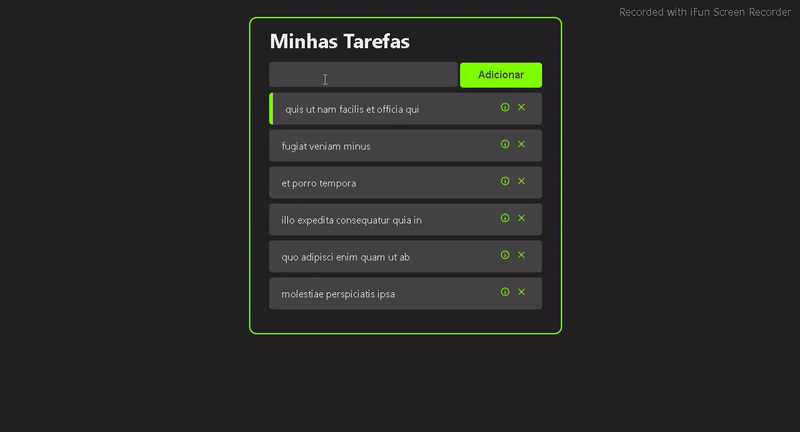 Recorded with iFun Screen Recorder
Minhas Tarefas
Adicionar
quis ut nam facilis et officia qui
fugiat veniam minus
et porro tempora
illo expedita consequatur quia in
quo adipisci enim quam ut ab
molestiae perspiciatis ipsa